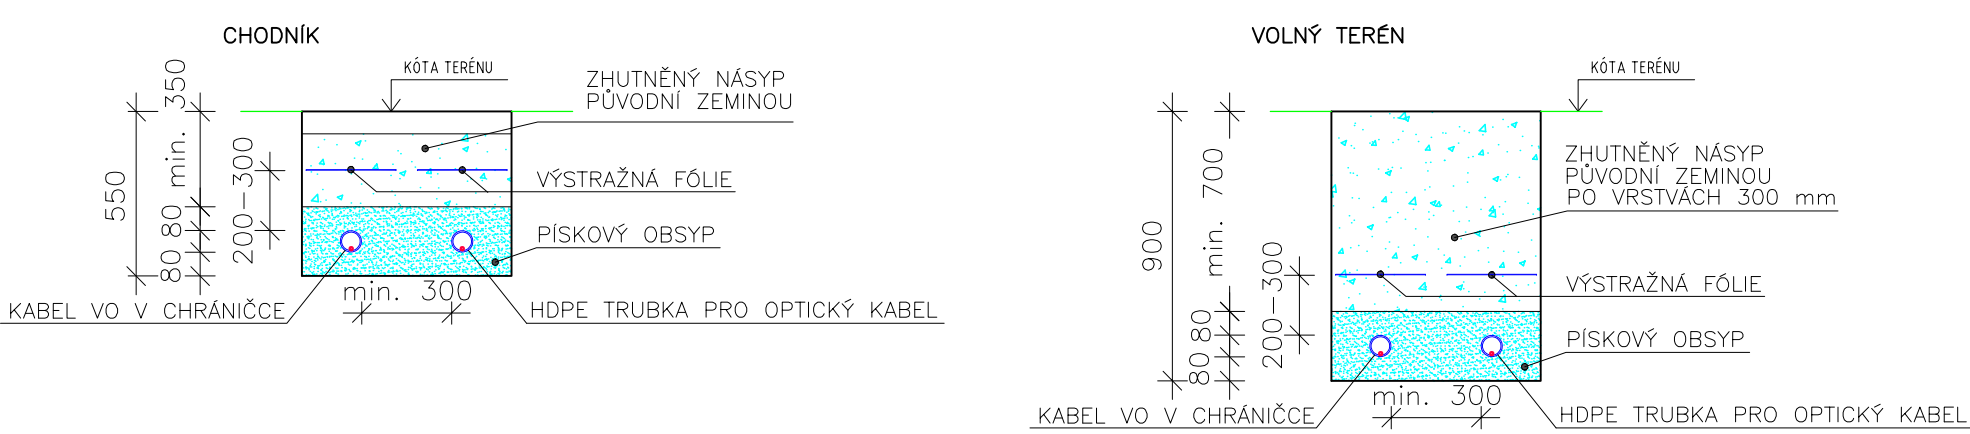 CHODNÍK
KÓTA TERÉNU
ZHUTNĚNÝ NÁSYP
PŮVODNÍ ZEMINOU
350
min.
550
200-300
80
80
VÝSTRAŽNÁ FÓLIE
PÍSKOVÝ OBSYP
min. 300
KABEL VO V CHRÁNIČCE
HDPE TRUBKA PRO OPTICKÝ KABEL
VOLNÝ TERÉN
KÓTA TERÉNU
ZHUTNĚNÝ NÁSYP
PŮVODNÍ ZEMINOU
PO VRSTVÁCH 300 mm
min. 700
900
200-300
80
80
VÝSTRAŽNÁ FÓLIE
PÍSKOVÝ OBSYP
min. 300
KABEL VO V CHRÁNIČCE
HDPE TRUBKA PRO OPTICKÝ KABEL